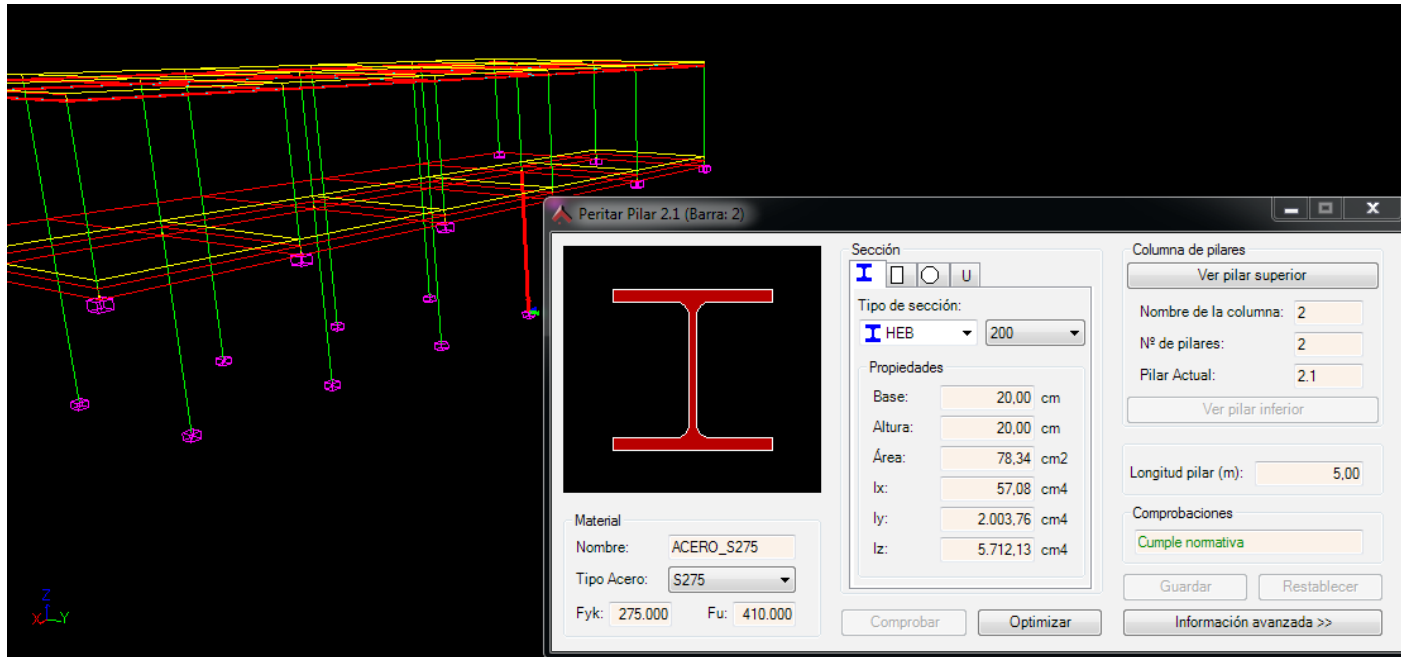 Peritar Pilar 2.1 (Barra: 2)
Sección
U
Tipo de sección:
HEB
200
Propiedades
Base: 20,00 cm
Altura: 20,00 cm
Área: 78,34 cm2
Ix: 57,08 cm4
Iy: 2.003,76 cm4
Iz: 5.712,13 cm4
Comprobar
Optimizar
Material
Nombre: ACERO_S275
Tipo Acero: S275
Fyk: 275.000 Fu: 410.000
Columna de pilares
Ver pilar superior
Nombre de la columna: 2
Nº de pilares: 2
Pilar Actual: 2.1
Ver pilar inferior
Longitud pilar (m): 5,00
Comprobaciones
Cumple normativa
Guardar
Restablecer
Información avanzada >>
Z
X
Y